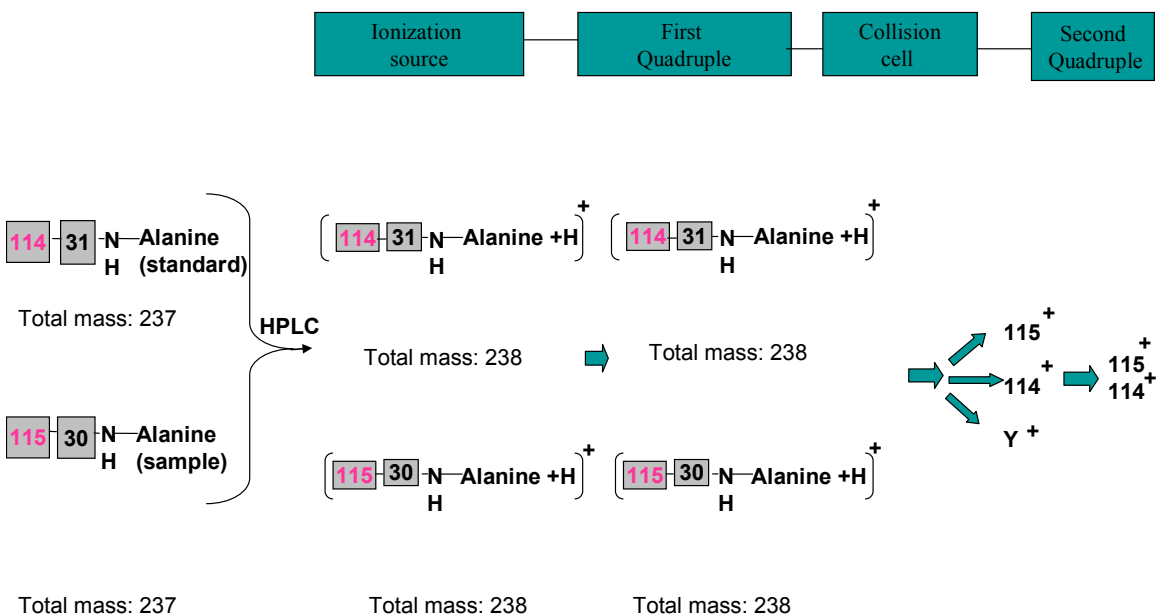 Ionization
source
First
Quadruple
Collision
cell
Second
Quadruple
114 31 N Alanine
H (standard)
Total mass: 237
HPLC
115 30 N Alanine
H (sample)
Total mass: 237
( 114 31 N Alanine +H ) +
H
Total mass: 238
( 115 30 N Alanine +H ) +
H
Total mass: 238
( 114 31 N Alanine +H ) +
H
Total mass: 238
( 115 30 N Alanine +H ) +
H
Total mass: 238
115 +
114 +
Y +
115 +
114 +